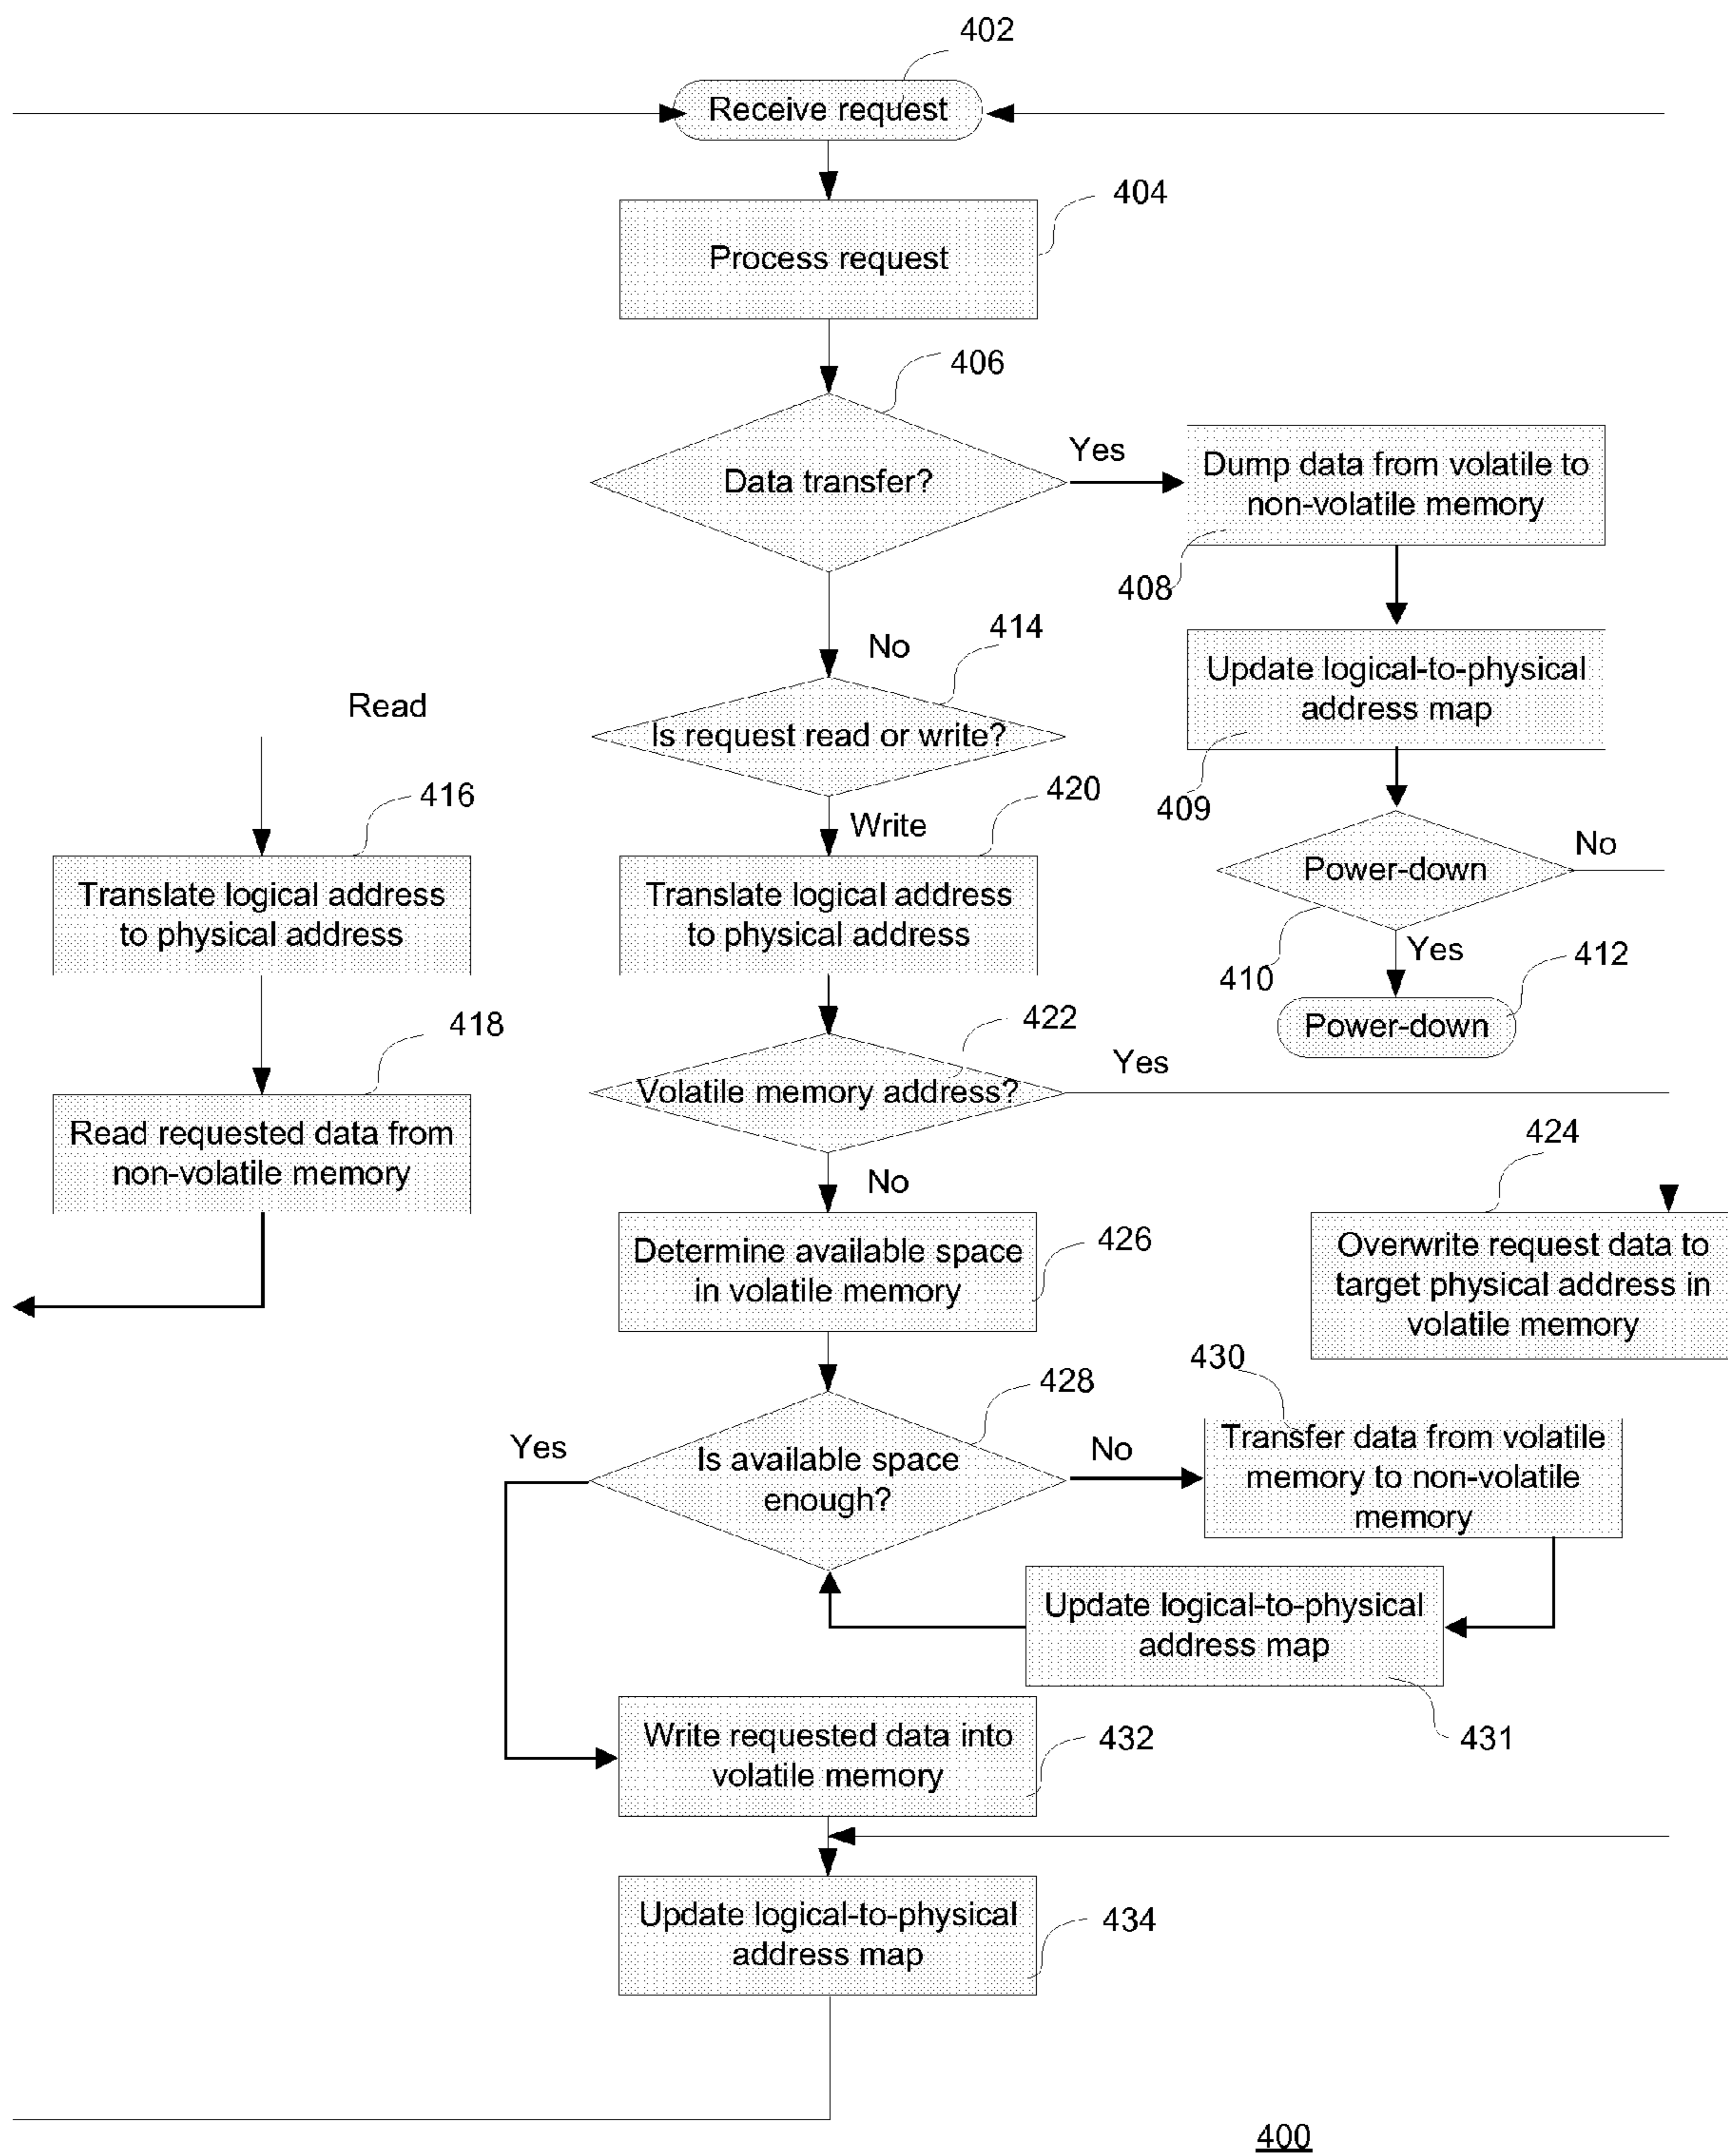 402
Receive request
404
Process request
406
Data transfer?
Yes
Dump data from volatile to
non-volatile memory
408
No
414
Is request read or write?
Update logical-to-physical
address map
409
Read
416
Translate logical address
to physical address
Write
420
Translate logical address
to physical address
Power-down
No
410
Yes
412
Power-down
418
Read requested data from
non-volatile memory
422
Volatile memory address?
Yes
No
424
Overwrite request data to
target physical address in
volatile memory
Determine available space
in volatile memory
426
428
Is available space
enough?
Yes
No
430
Transfer data from volatile
memory to non-volatile
memory
Update logical-to-physical
address map
431
Write requested data into
volatile memory
432
Update logical-to-physical
address map
434
400